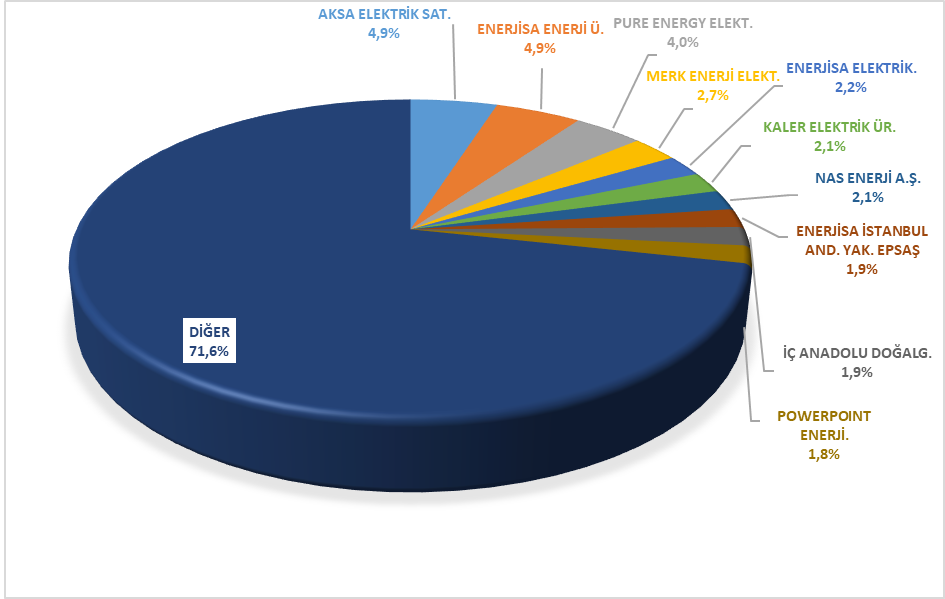 AKSA ELEKTRİK SAT.
4,9%
ENERJİSA ENERJİ Ü.
4,9%
PURE ENERGY ELEKT.
4,0%
MERK ENERJİ ELEKT.
2,7%
ENERJİSA ELEKTRİK.
2,2%
KALER ELEKTRİK ÜR.
2,1%
NAS ENERJİ A.Ş.
2,1%
ENERJİSA İSTANBUL
AND. YAK. EPSAŞ
1,9%
İÇ ANADOLU DOĞALG.
1,9%
POWERPOINT
ENERJİ.
1,8%
DİĞER
71,6%